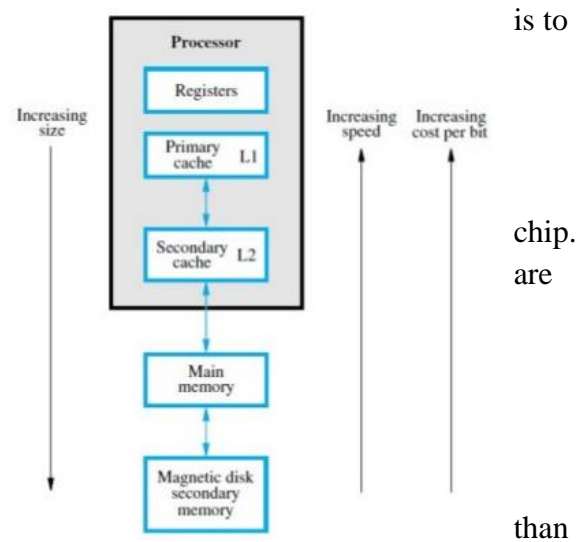 is to
Processor
Registers
Increasing
size
Increasing
speed
Increasing
cost per bit
Primary
cache L1
Secondary
cache L2
chip.
are
Main
memory
Magnetic disk
secondary
memory
than